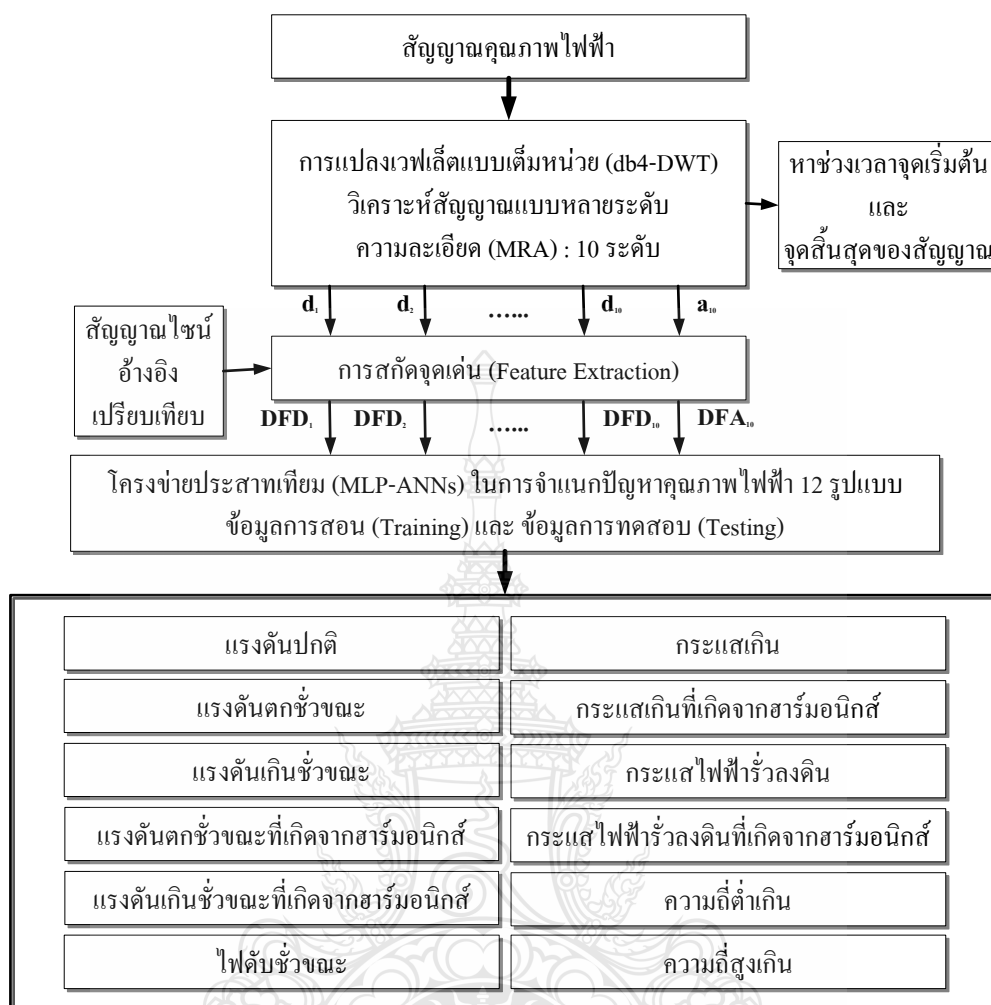 สัญญาณคุณภาพไฟฟ้า
การแปลงเวฟเล็ตแบบเต็มหน่วย (db4-DWT)
วิเคราะห์สัญญาณแบบหลายระดับ
ความละเอียด (MRA) : 10 ระดับ
หาช่วงเวลาจุดเริ่มต้น
และ
จุดสิ้นสุดของสัญญาณ
d₁ d₂ ...... d₁₀ a₁₀
สัญญาณไซน์
อ้างอิง
เปรียบเทียบ
การสกัดจุดเด่น (Feature Extraction)
DFD₁ DFD₂ ...... DFD₁₀ DFA₁₀
โครงข่ายประสาทเทียม (MLP-ANNs) ในการจำแนกปัญหาคุณภาพไฟฟ้า 12 รูปแบบ
ข้อมูลการสอน (Training) และ ข้อมูลการทดสอบ (Testing)
แรงดันปกติ
กระแสเกิน
แรงดันตกชั่วขณะ
กระแสเกินที่เกิดจากฮาร์มอนิกส์
แรงดันเกินชั่วขณะ
กระแสไฟฟ้ารั่วลงดิน
แรงดันตกชั่วขณะที่เกิดจากฮาร์มอนิกส์
กระแสไฟฟ้ารั่วลงดินที่เกิดจากฮาร์มอนิกส์
แรงดันเกินชั่วขณะที่เกิดจากฮาร์มอนิกส์
ความถี่ต่ำเกิน
ไฟดับชั่วขณะ
ความถี่สูงเกิน